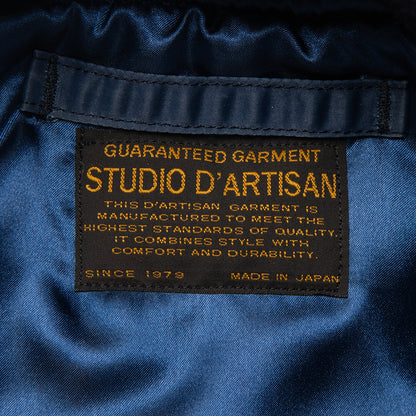 GUARANTEED GARMENT
STUDIO D'ARTISAN
THIS D'ARTISAN GARMENT IS
MANUFACTURED TO MEET THE
HIGHEST STANDARDS OF QUALITY.
IT COMBINES STYLE WITH
COMFORT AND DURABILITY.
SINCE 1979 MADE IN JAPAN